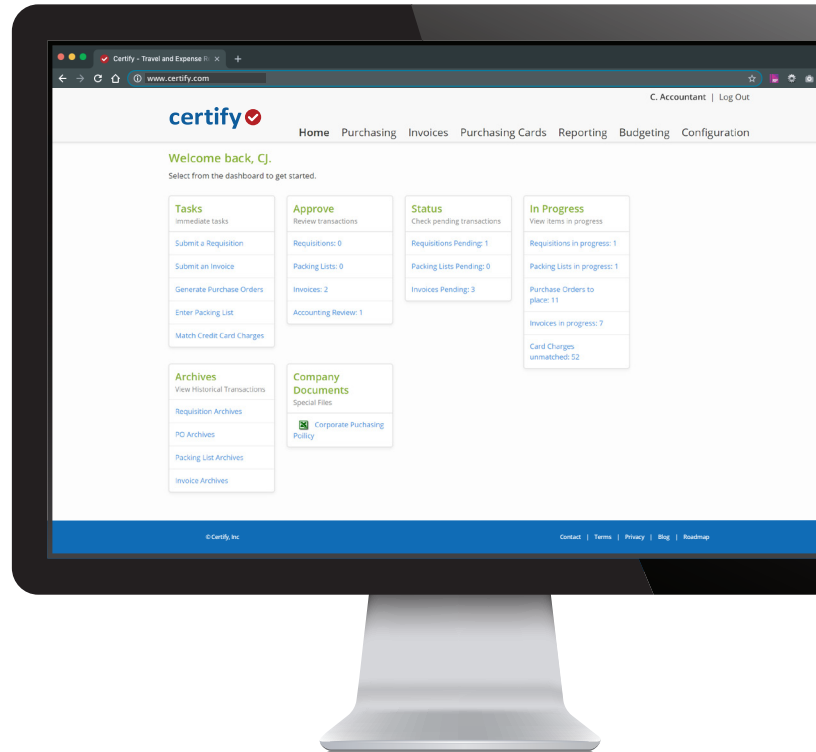 Certify - Travel and Expense Re
www.certify.com
C. Accountant | Log Out
certify
Home Purchasing Invoices Purchasing Cards Reporting Budgeting Configuration
Welcome back, CJ.
Select from the dashboard to get started.
Tasks
Immediate tasks
Submit a Requisition
Submit an Invoice
Generate Purchase Orders
Enter Packing List
Match Credit Card Charges
Approve
Review transactions
Requisitions: 0
Packing Lists: 0
Invoices: 2
Accounting Review: 1
Status
Check pending transactions
Requisitions Pending: 1
Packing Lists Pending: 0
Invoices Pending: 3
In Progress
View items in progress
Requisitions in progress: 1
Packing Lists in progress: 1
Purchase Orders to
place: 11
Invoices in progress: 7
Card Charges
unmatched: 52
Archives
View Historical Transactions
Requisition Archives
PO Archives
Packing List Archives
Invoice Archives
Company
Documents
Special Files
Corporate Puchasing
Poilicy
© Certify, Inc
Contact | Terms | Privacy | Blog | Roadmap